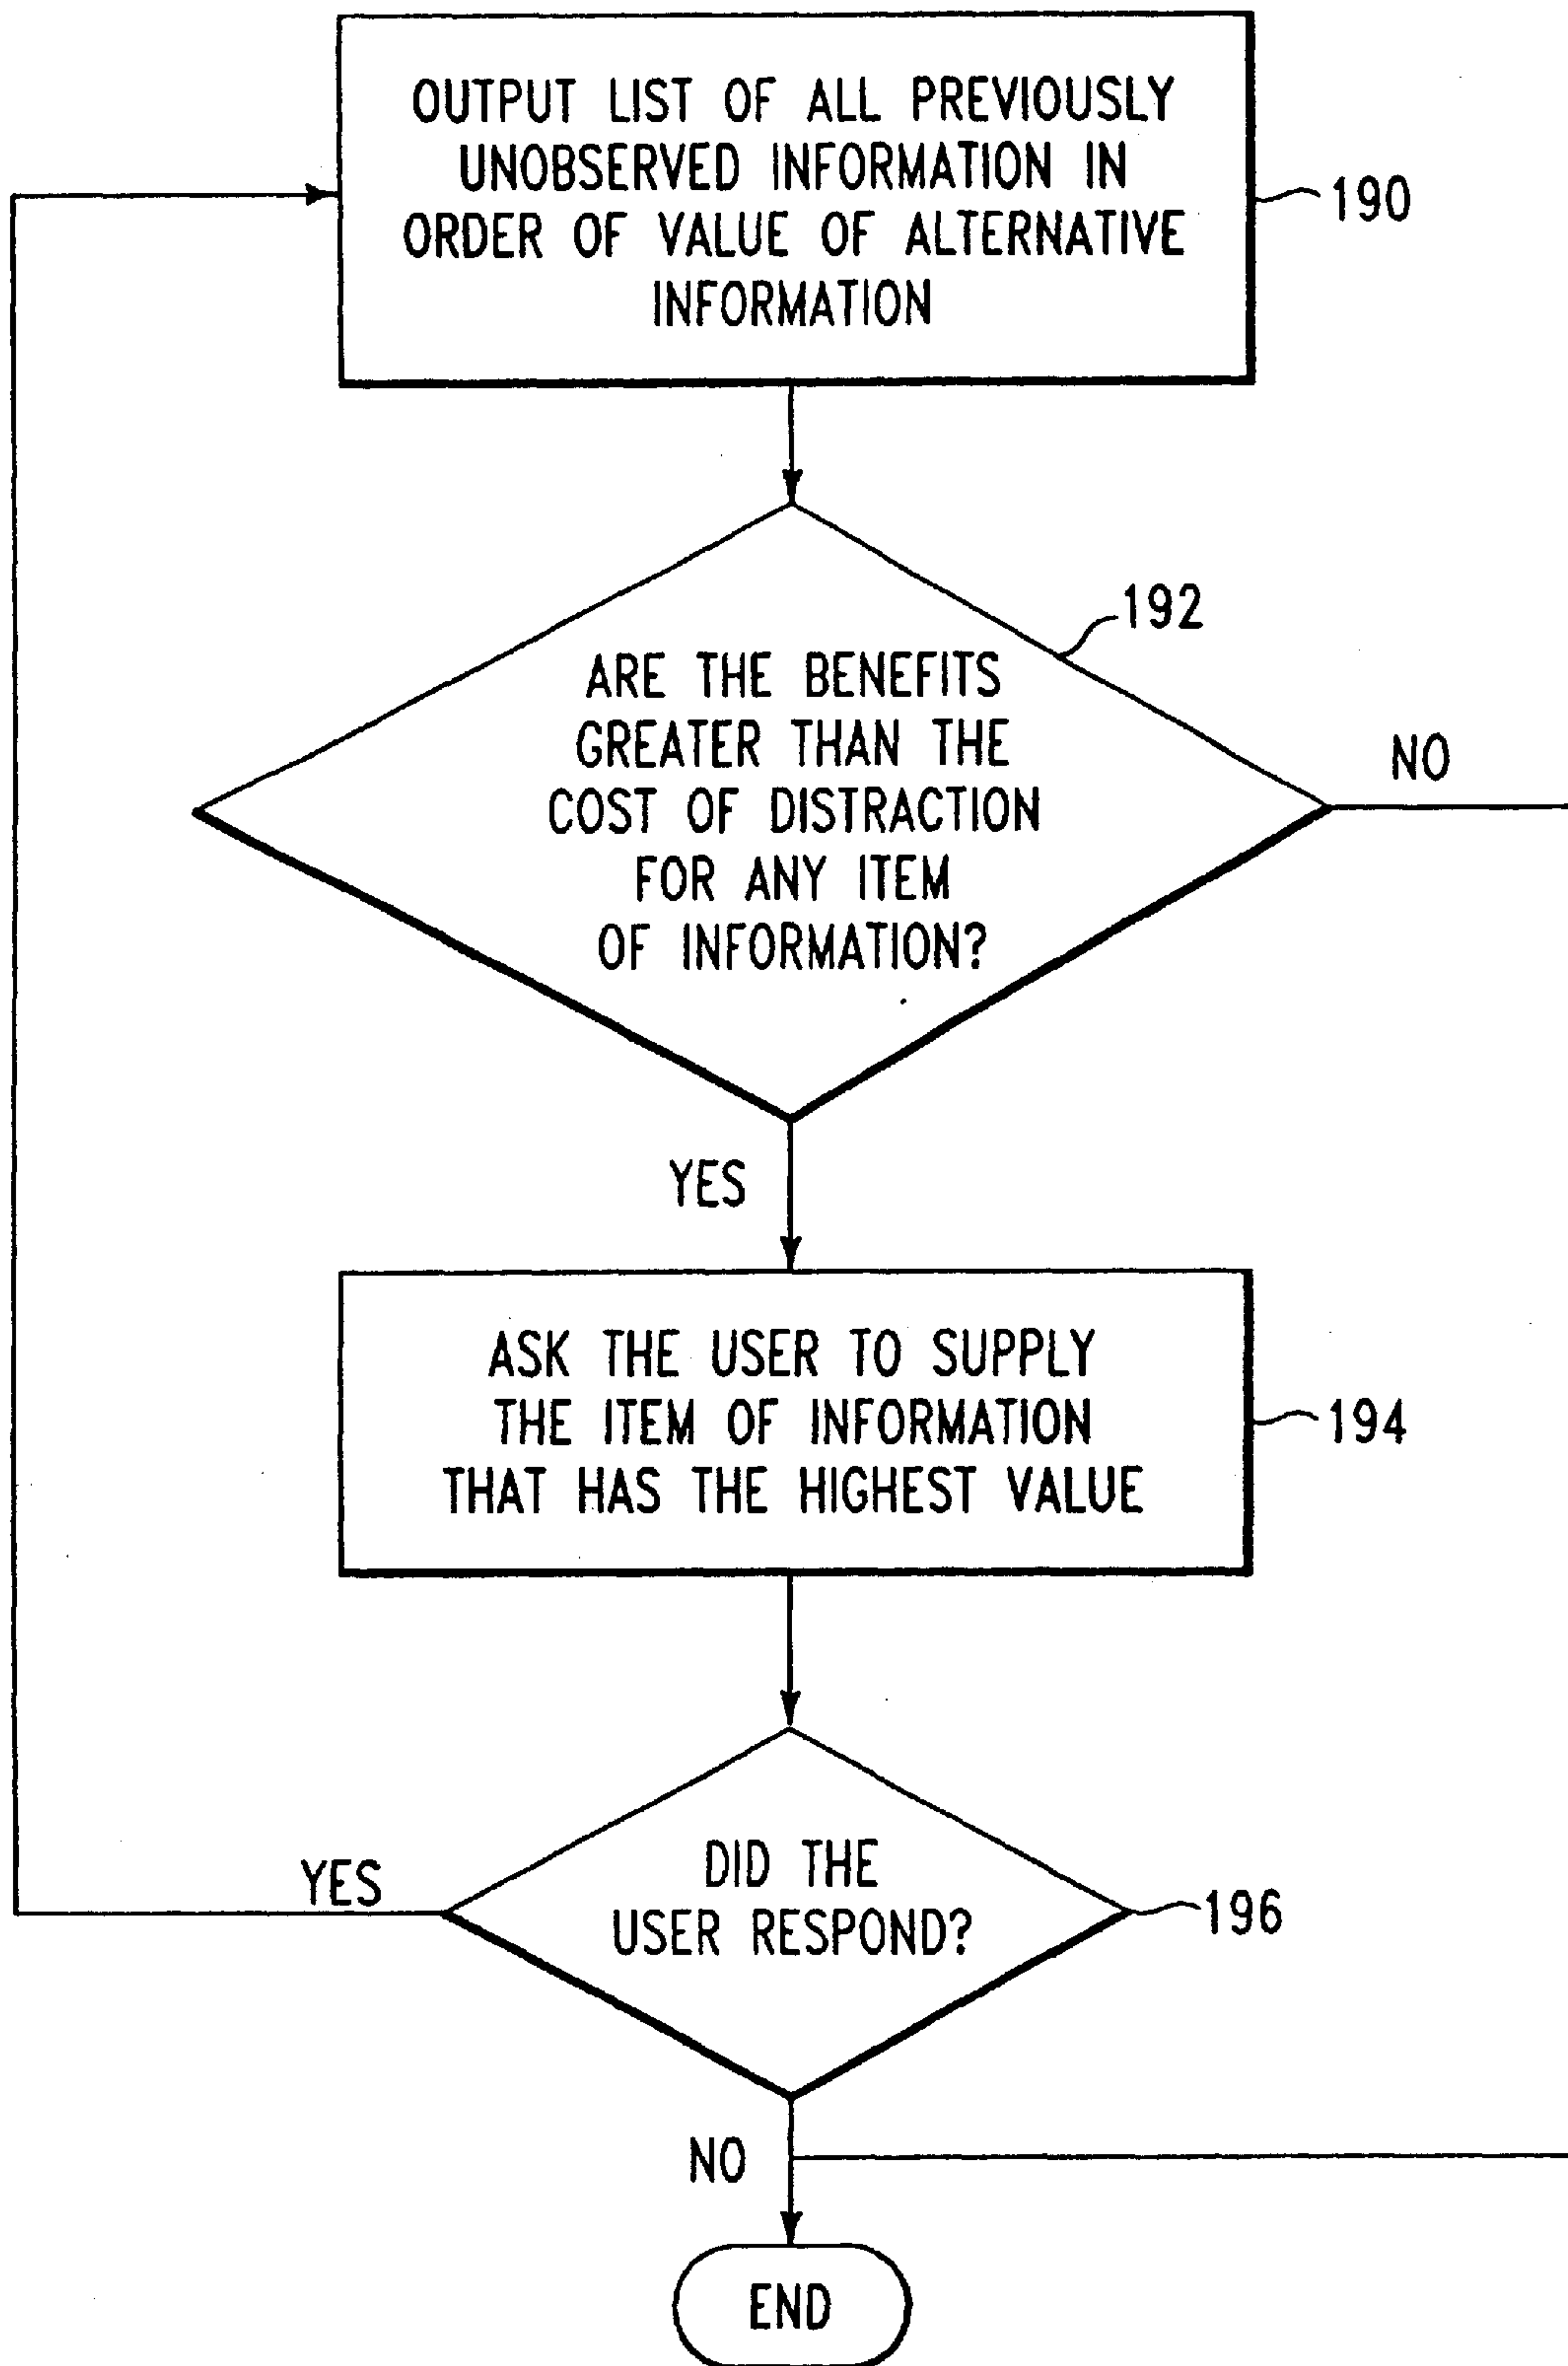 OUTPUT LIST OF ALL PREVIOUSLY
UNOBSERVED INFORMATION IN
ORDER OF VALUE OF ALTERNATIVE
INFORMATION
190
192
ARE THE BENEFITS
GREATER THAN THE
COST OF DISTRACTION
FOR ANY ITEM
OF INFORMATION?
NO
YES
ASK THE USER TO SUPPLY
THE ITEM OF INFORMATION
THAT HAS THE HIGHEST VALUE
194
DID THE
USER RESPOND?
YES
196
NO
END